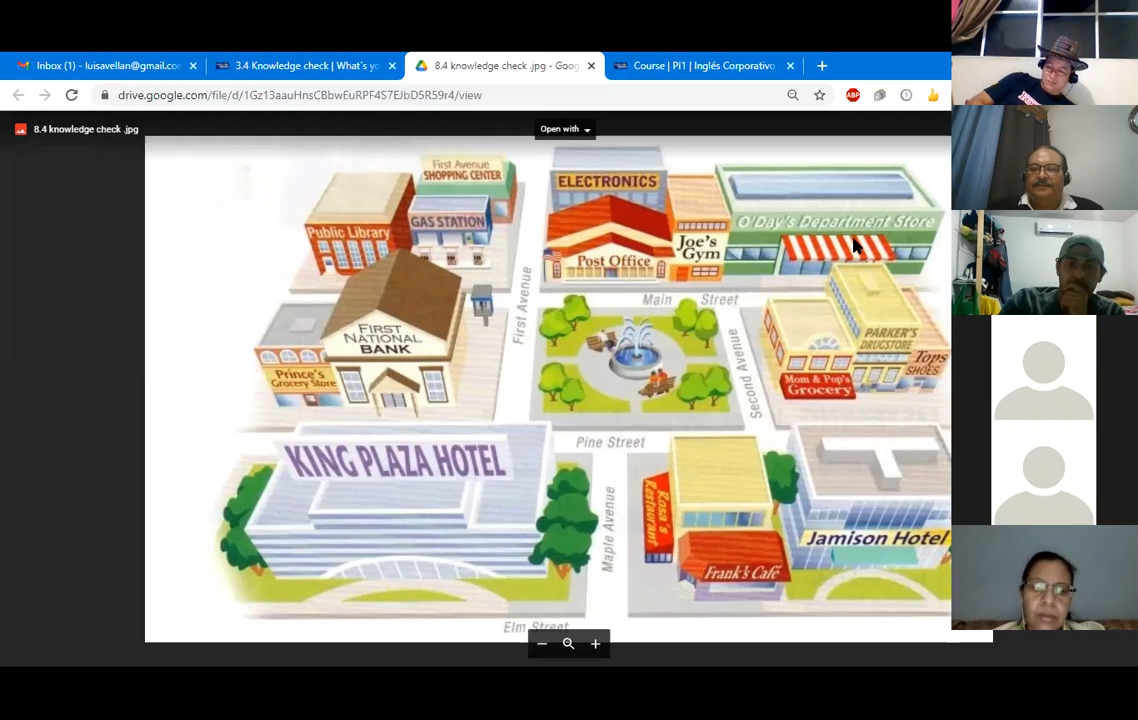 Inbox (1) - luisavellan@gmail.co
3.4 Knowledge check | What's yo
8.4 knowledge check .jpg - Goog
Course | PI1 | Inglés Corporativo
drive.google.com/file/d/1Gz13aauHnsCBbwEuRPF4S7EJbD5R59r4/view
ABP
8.4 knowledge check .jpg
Open with
First Avenue
SHOPPING CENTER
ELECTRONICS
Public Library
GAS STATION
Post Office
Joe's
Gym
O'Day's Department Store
First Avenue
Main Street
Second Avenue
FIRST
NATIONAL
BANK
Prince's
Grocery Store
PARKER'S
DRUGSTORE
Tops
SHOES
Mom & Pop's
Grocery
Pine Street
KING PLAZA HOTEL
Maple Avenue
Rosa's
Restaurant
Frank's Café
Jamison Hotel
Elm Street